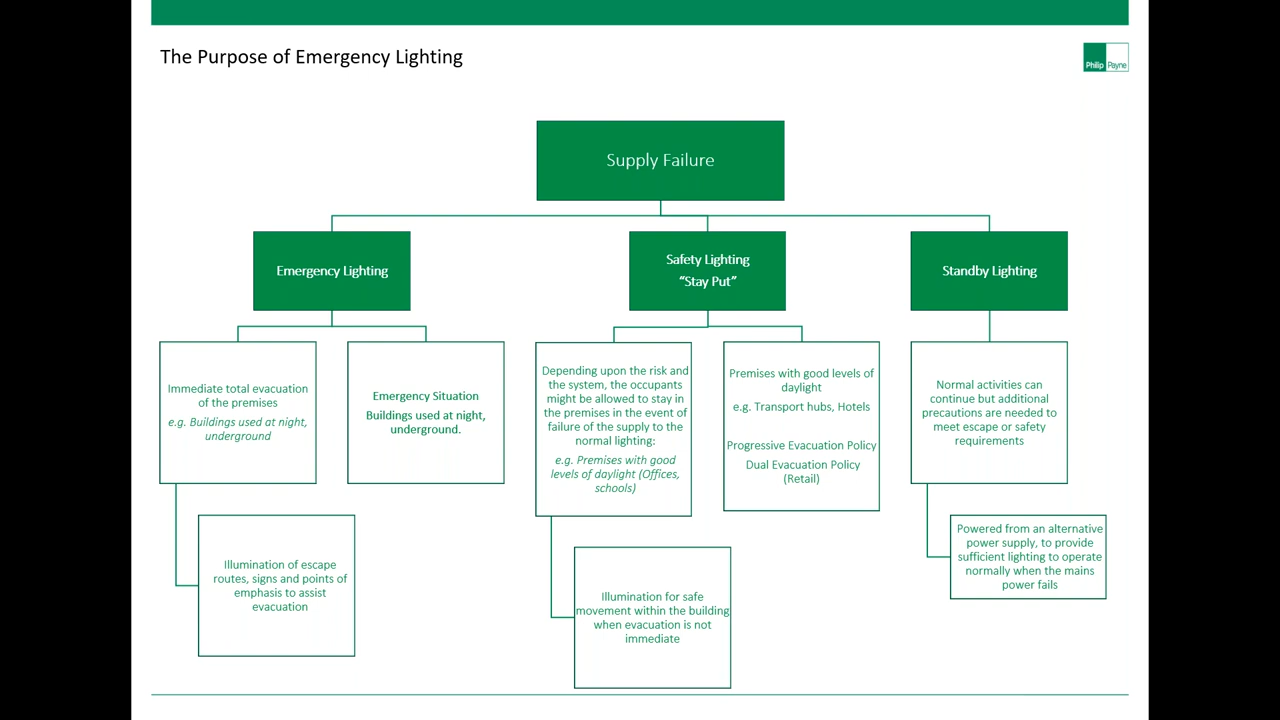 The Purpose of Emergency Lighting
Philip Payne
Supply Failure
Emergency Lighting
Safety Lighting
“Stay Put”
Standby Lighting
Immediate total evacuation
of the premises
e.g. Buildings used at night,
underground
Emergency Situation
Buildings used at night,
underground.
Depending upon the risk and
the system, the occupants
might be allowed to stay in
the premises in the event of
failure of the supply to the
normal lighting:
e.g. Premises with good
levels of daylight (Offices,
schools)
Premises with good levels of
daylight
e.g. Transport hubs, Hotels
Progressive Evacuation Policy
Dual Evacuation Policy
(Retail)
Normal activities can
continue but additional
precautions are needed to
meet escape or safety
requirements
Illumination of escape
routes, signs and points of
emphasis to assist
evacuation
Illumination for safe
movement within the building
when evacuation is not
immediate
Powered from an alternative
power supply, to provide
sufficient lighting to operate
normally when the mains
power fails